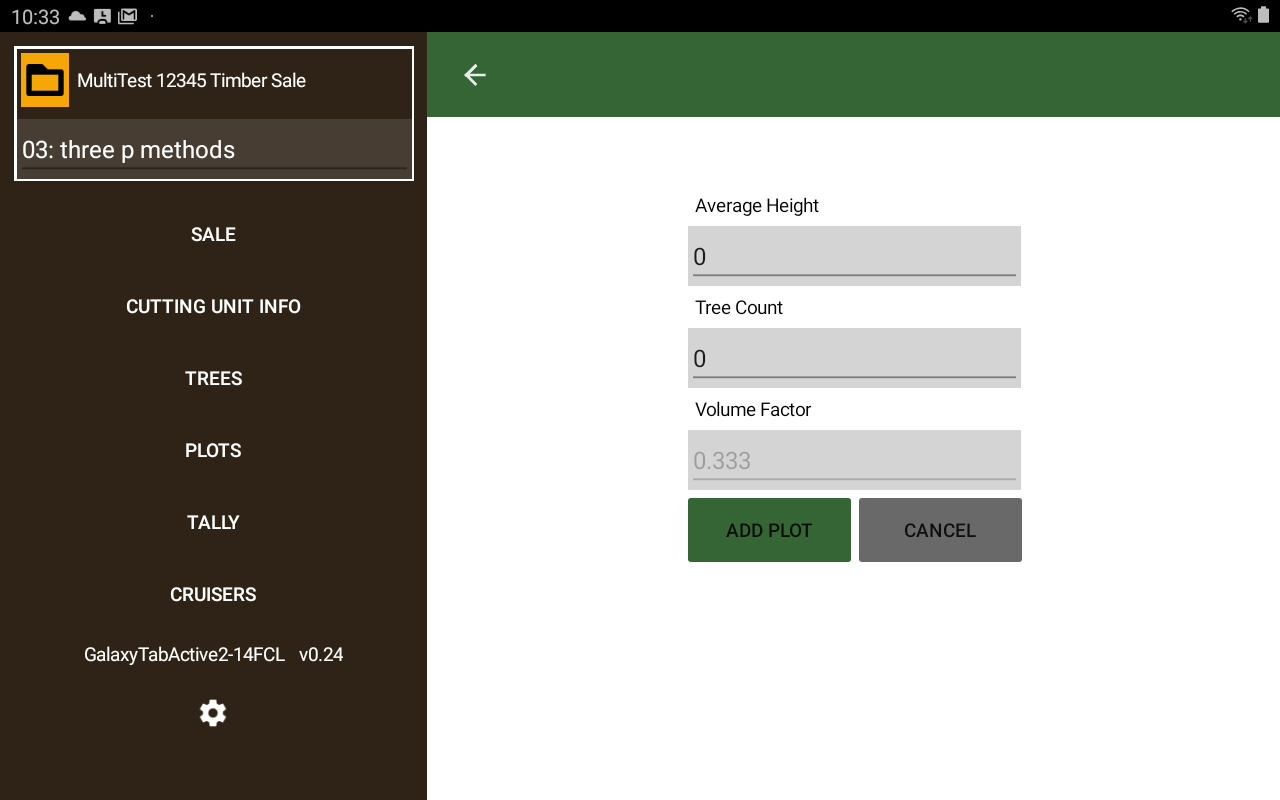 10:33
MultiTest 12345 Timber Sale
03: three p methods
SALE
CUTTING UNIT INFO
TREES
PLOTS
TALLY
CRUISERS
GalaxyTabActive2-14FCL v0.24
Average Height
0
Tree Count
0
Volume Factor
0.333
ADD PLOT CANCEL